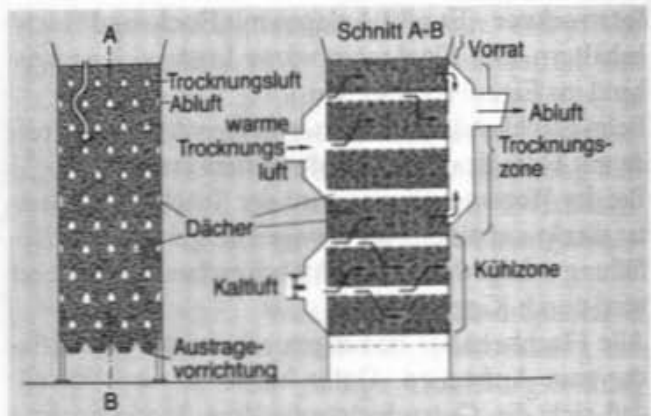 A
Trocknungsluft
Abluft
Dächer
Austrage-
vorrichtung
B
Schnitt A-B
Vorrat
warme
Trocknungs
luft
Abluft
Trocknungs-
zone
Kaltluft
Kühlzone